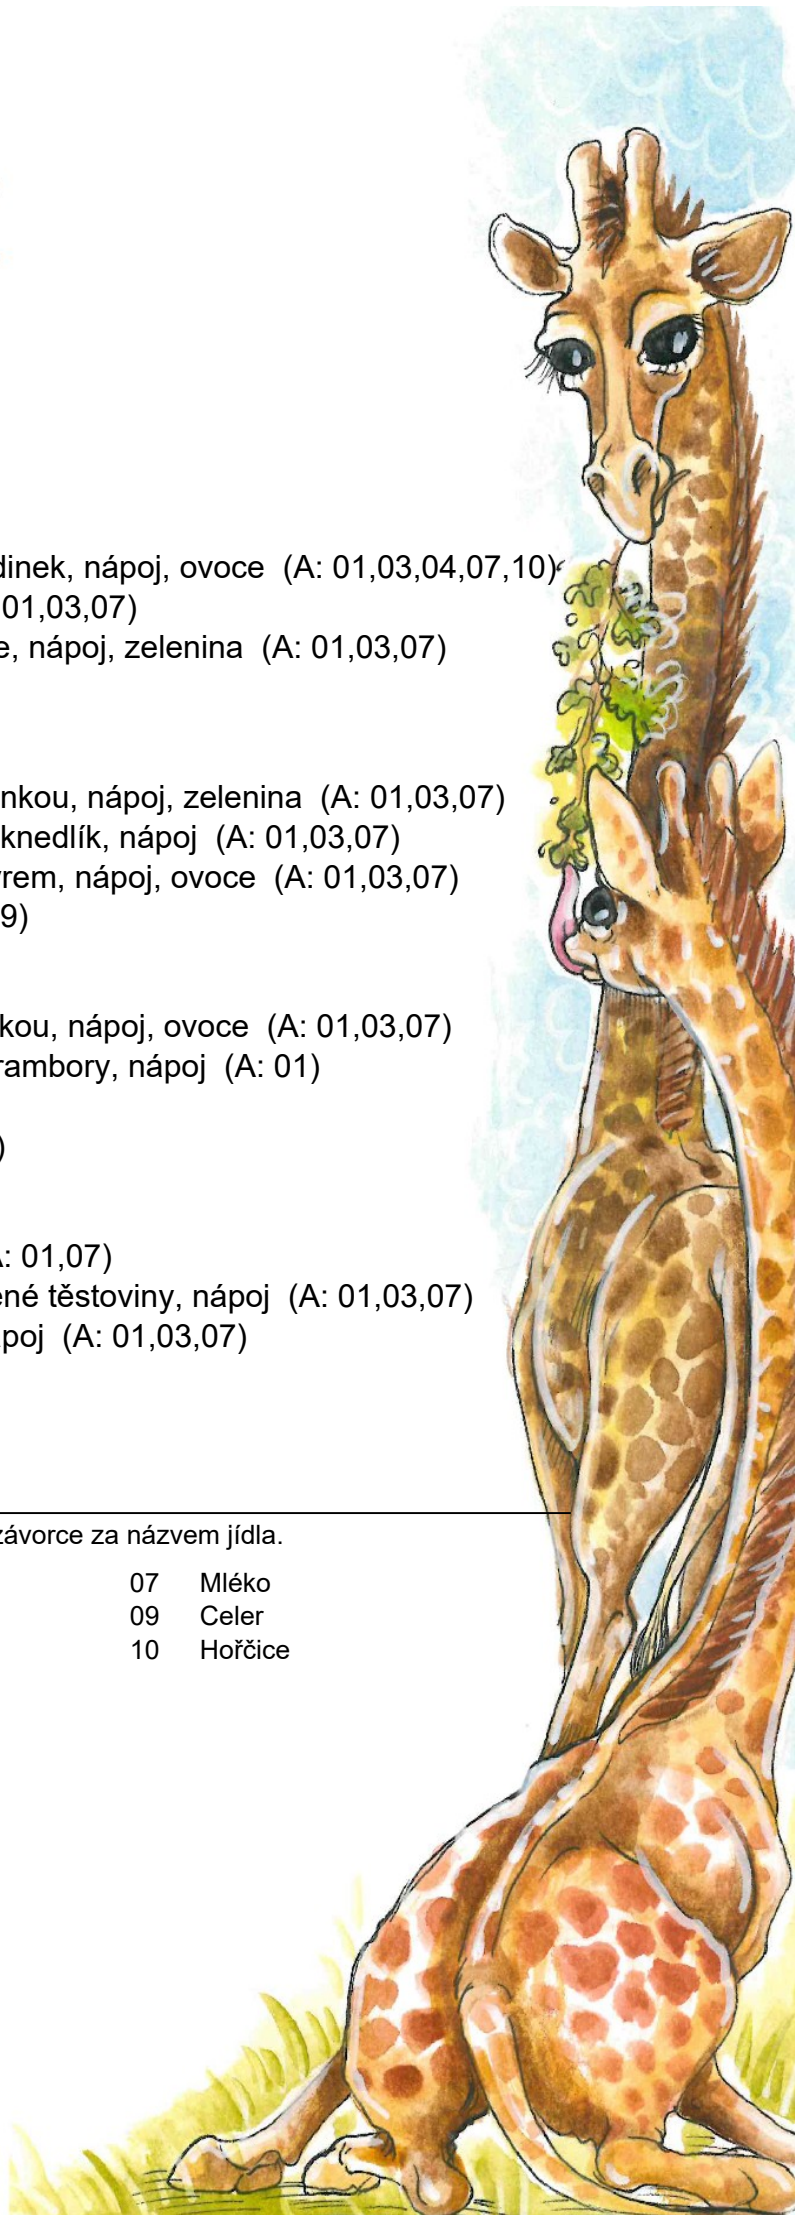 dinek, nápoj, ovoce (A: 01,03,04,07,10)
01,03,07)
e, nápoj, zelenina (A: 01,03,07)
nkou, nápoj, zelenina (A: 01,03,07)
knedlík, nápoj (A: 01,03,07)
rem, nápoj, ovoce (A: 01,03,07)
9)
kou, nápoj, ovoce (A: 01,03,07)
rambory, nápoj (A: 01)
)
: 01,07)
ené těstoviny, nápoj (A: 01,03,07)
poj (A: 01,03,07)
závorce za názvem jídla.
07 Mléko
09 Celer
10 Hořčice